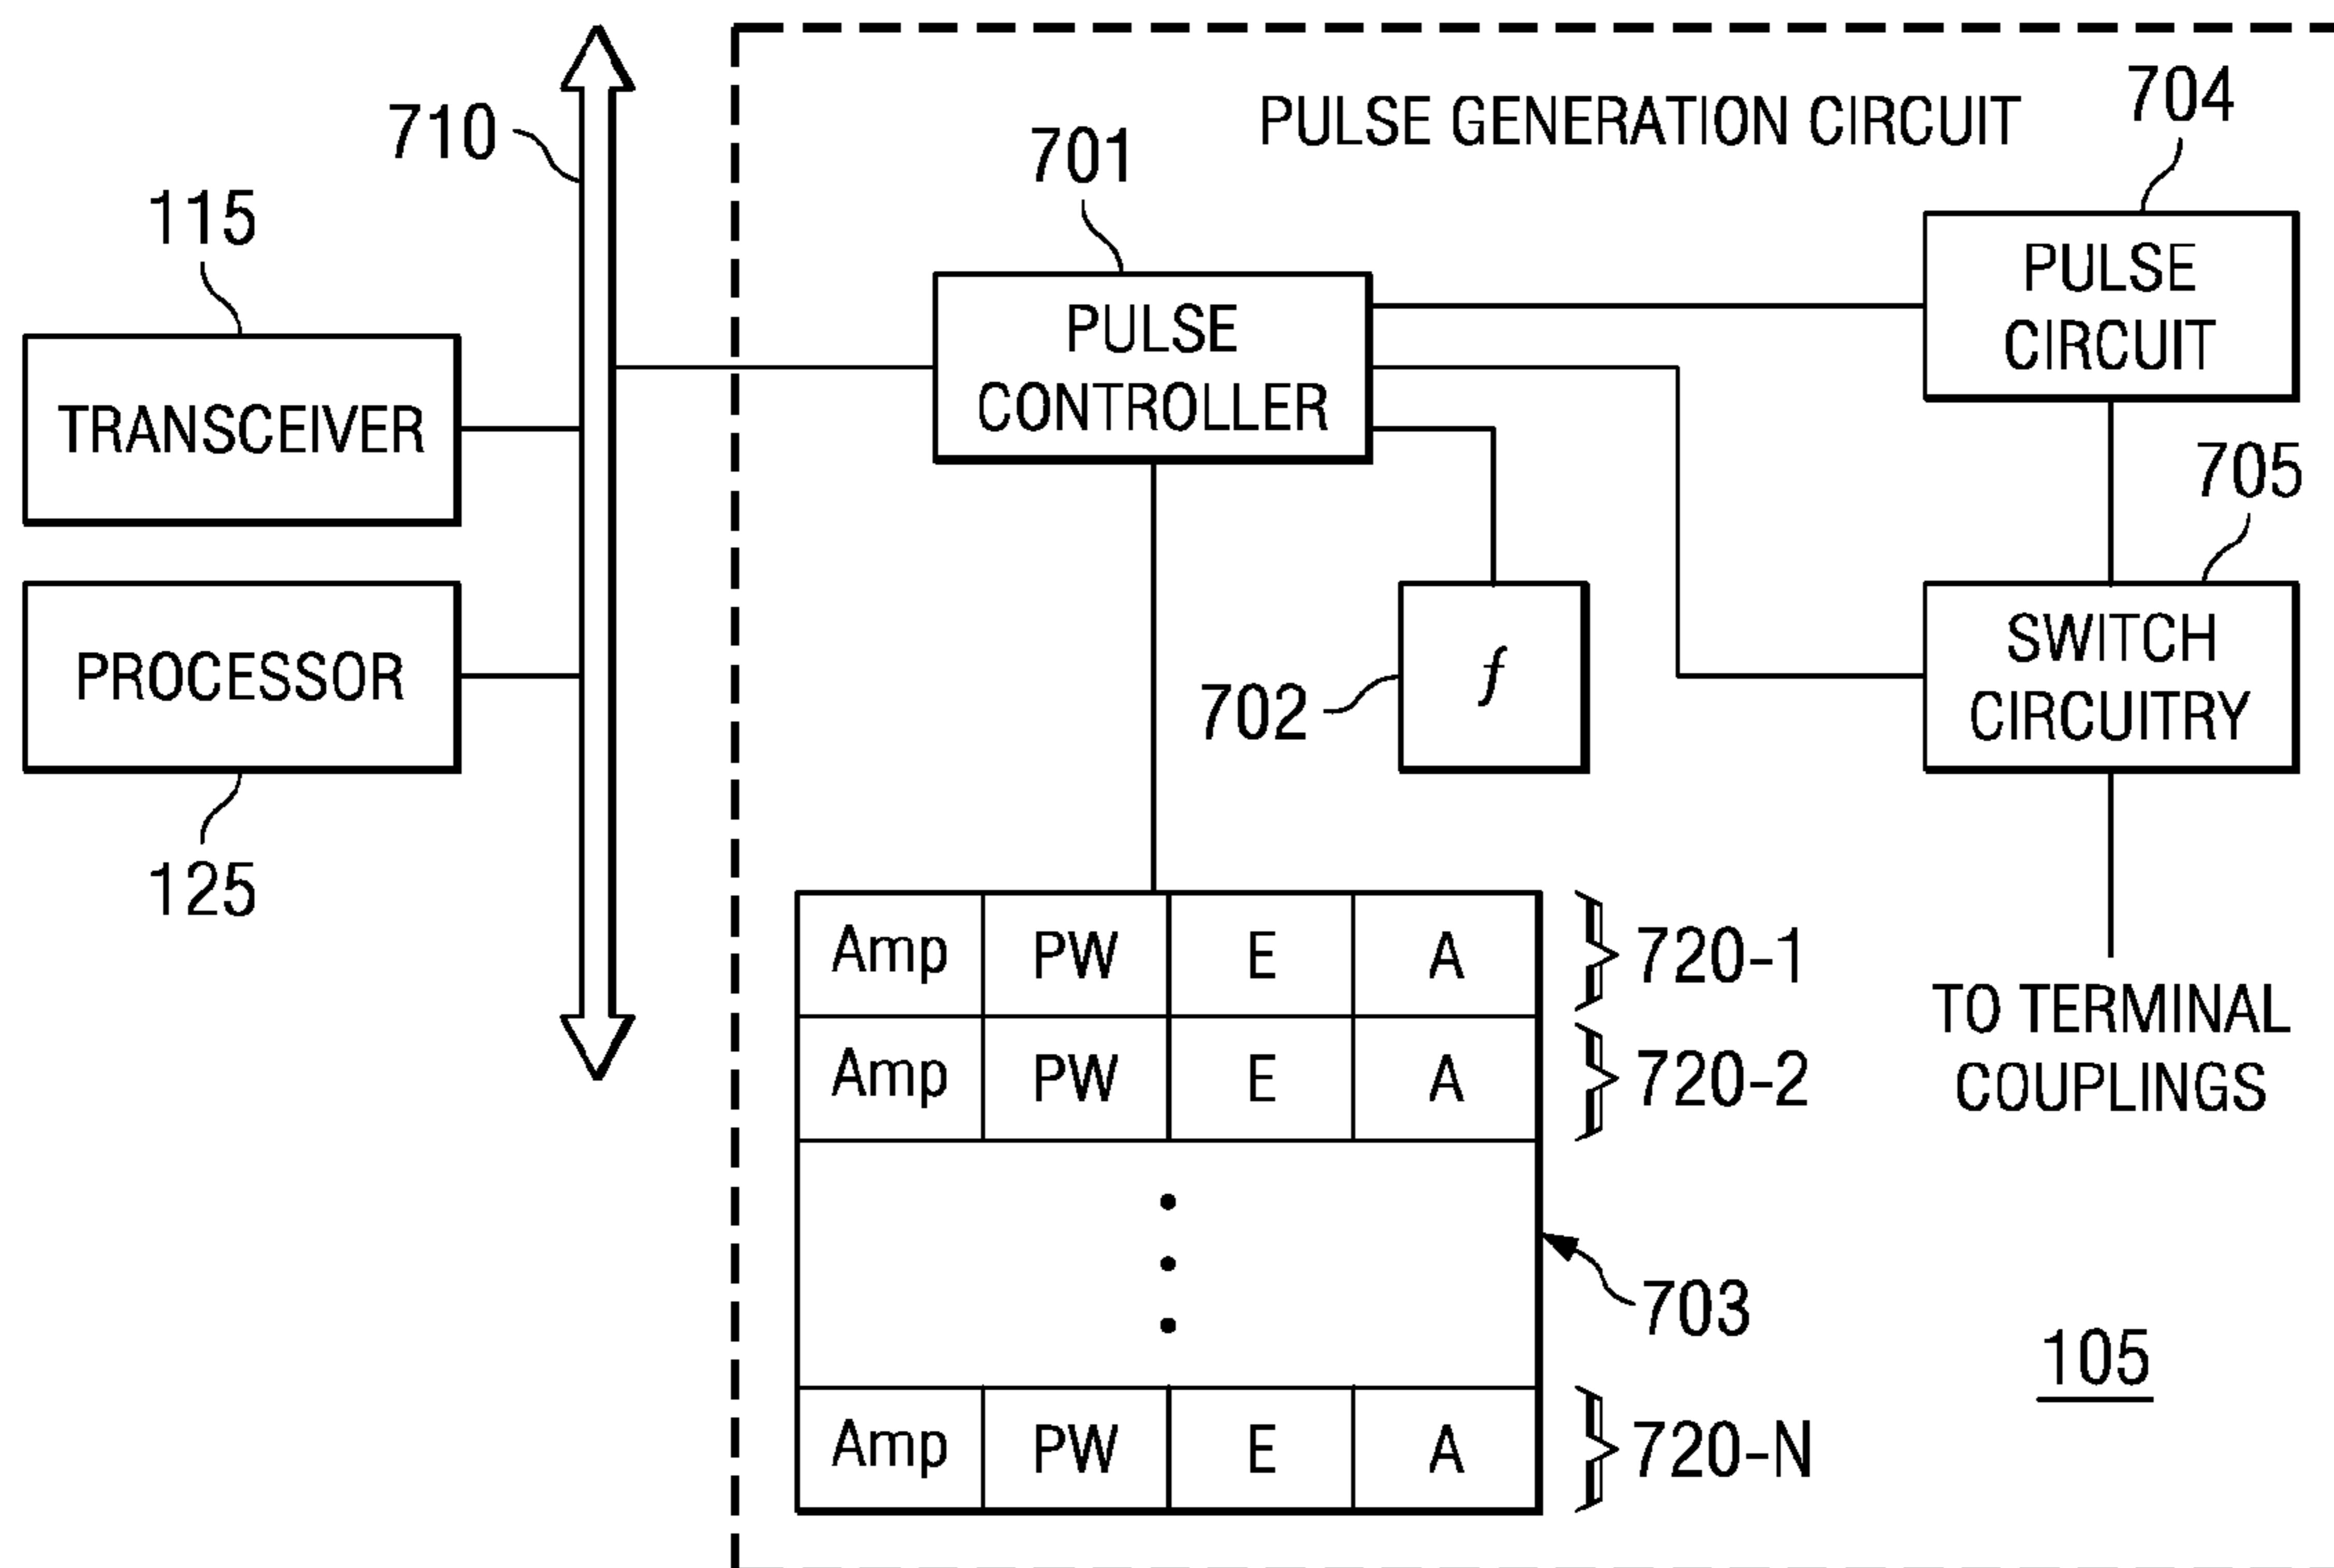 710
115
TRANSCEIVER
PROCESSOR
125
PULSE GENERATION CIRCUIT
701
PULSE
CONTROLLER
704
PULSE
CIRCUIT
705
SWITCH
CIRCUITRY
702
f
TO TERMINAL
COUPLINGS
Amp PW E A 720-1
Amp PW E A 720-2
703
Amp PW E A 720-N
105